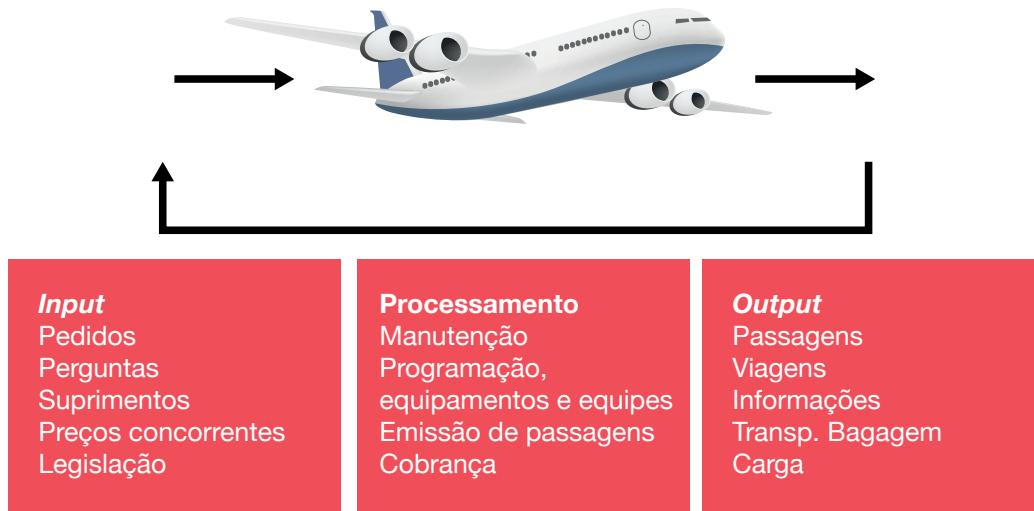 Input
Pedidos
Perguntas
Suprimentos
Preços concorrentes
Legislação
Processamento
Manutenção
Programação,
equipamentos e equipes
Emissão de passagens
Cobrança
Output
Passagens
Viagens
Informações
Transp. Bagagem
Carga